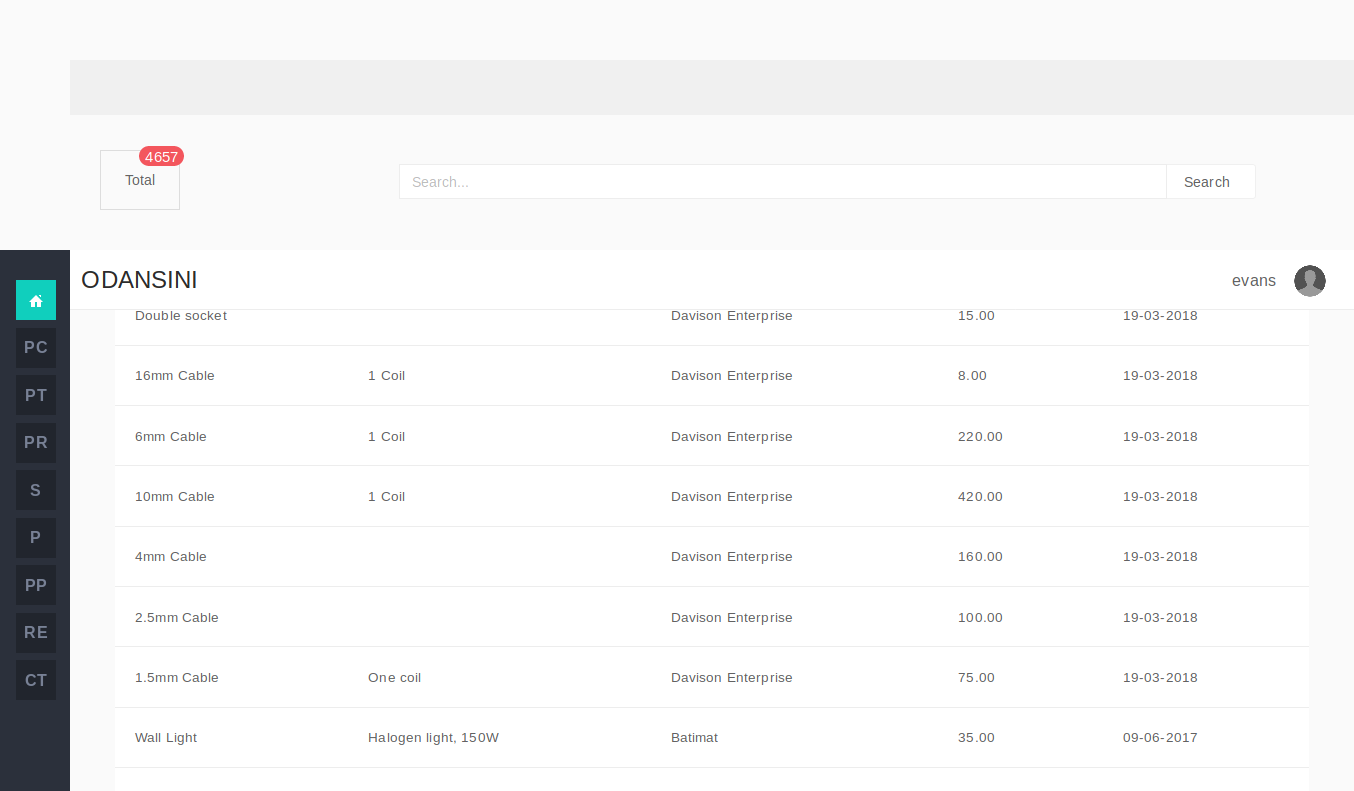 4657
Total
Search...
Search
ODANSINI
evans
Double socket Davison Enterprise 15.00 19-03-2018
PC
16mm Cable 1 Coil Davison Enterprise 8.00 19-03-2018
PT
6mm Cable 1 Coil Davison Enterprise 220.00 19-03-2018
PR
10mm Cable 1 Coil Davison Enterprise 420.00 19-03-2018
S
4mm Cable Davison Enterprise 160.00 19-03-2018
P
PP
2.5mm Cable Davison Enterprise 100.00 19-03-2018
RE
1.5mm Cable One coil Davison Enterprise 75.00 19-03-2018
CT
Wall Light Halogen light, 150W Batimat 35.00 09-06-2017